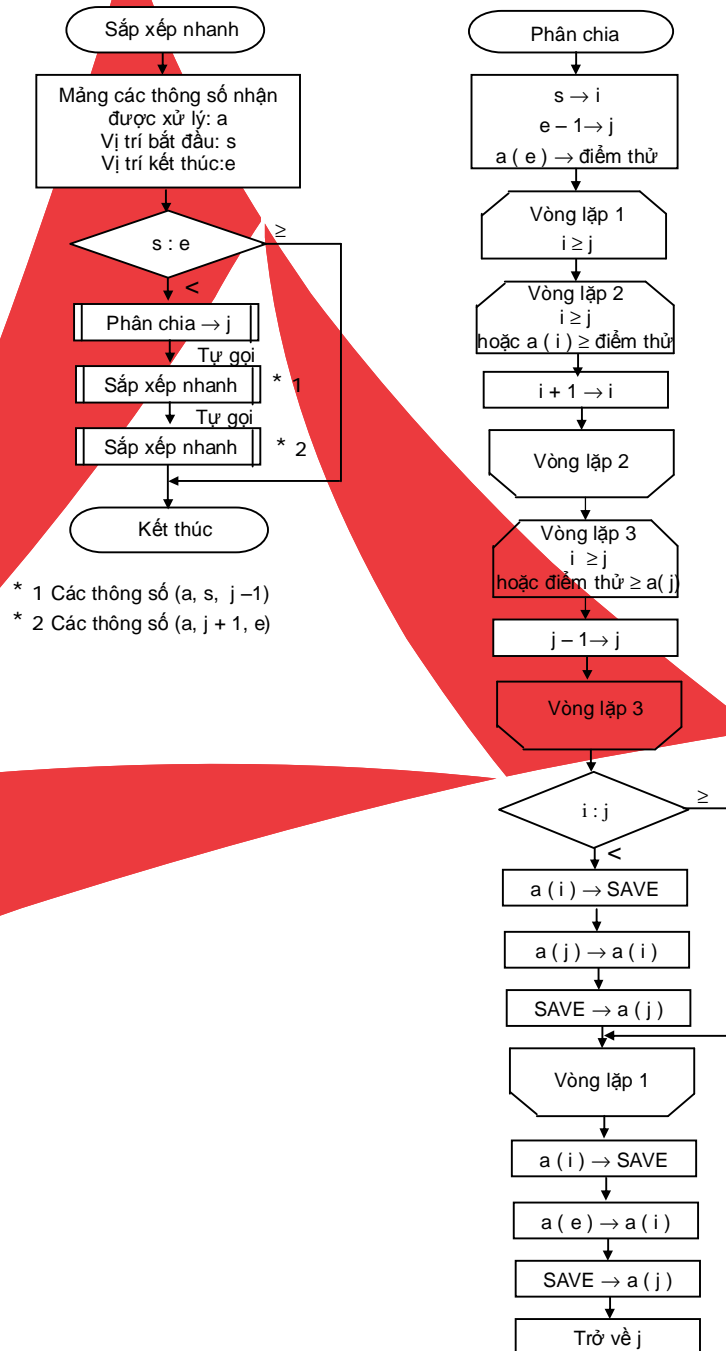 Sắp xếp nhanh
Mảng các thông số nhận
được xử lý: a
Vị trí bắt đầu: s
Vị trí kết thúc:e
s : e
≥
<
Phân chia → j
Tự gọi
Sắp xếp nhanh
* 1
Tự gọi
Sắp xếp nhanh
* 2
Kết thúc
* 1 Các thông số (a, s, j –1)
* 2 Các thông số (a, j + 1, e)
Phân chia
s → i
e – 1→ j
a ( e ) → điểm thử
Vòng lặp 1
i ≥ j
Vòng lặp 2
i ≥ j
hoặc a ( i ) ≥ điểm thử
i + 1 → i
Vòng lặp 2
Vòng lặp 3
i ≥ j
hoặc điểm thử ≥ a( j)
j – 1→ j
Vòng lặp 3
i : j
≥
<
a ( i ) → SAVE
a ( j ) → a ( i )
SAVE → a ( j )
Vòng lặp 1
a ( i ) → SAVE
a ( e ) → a ( i )
SAVE → a ( j )
Trở về j